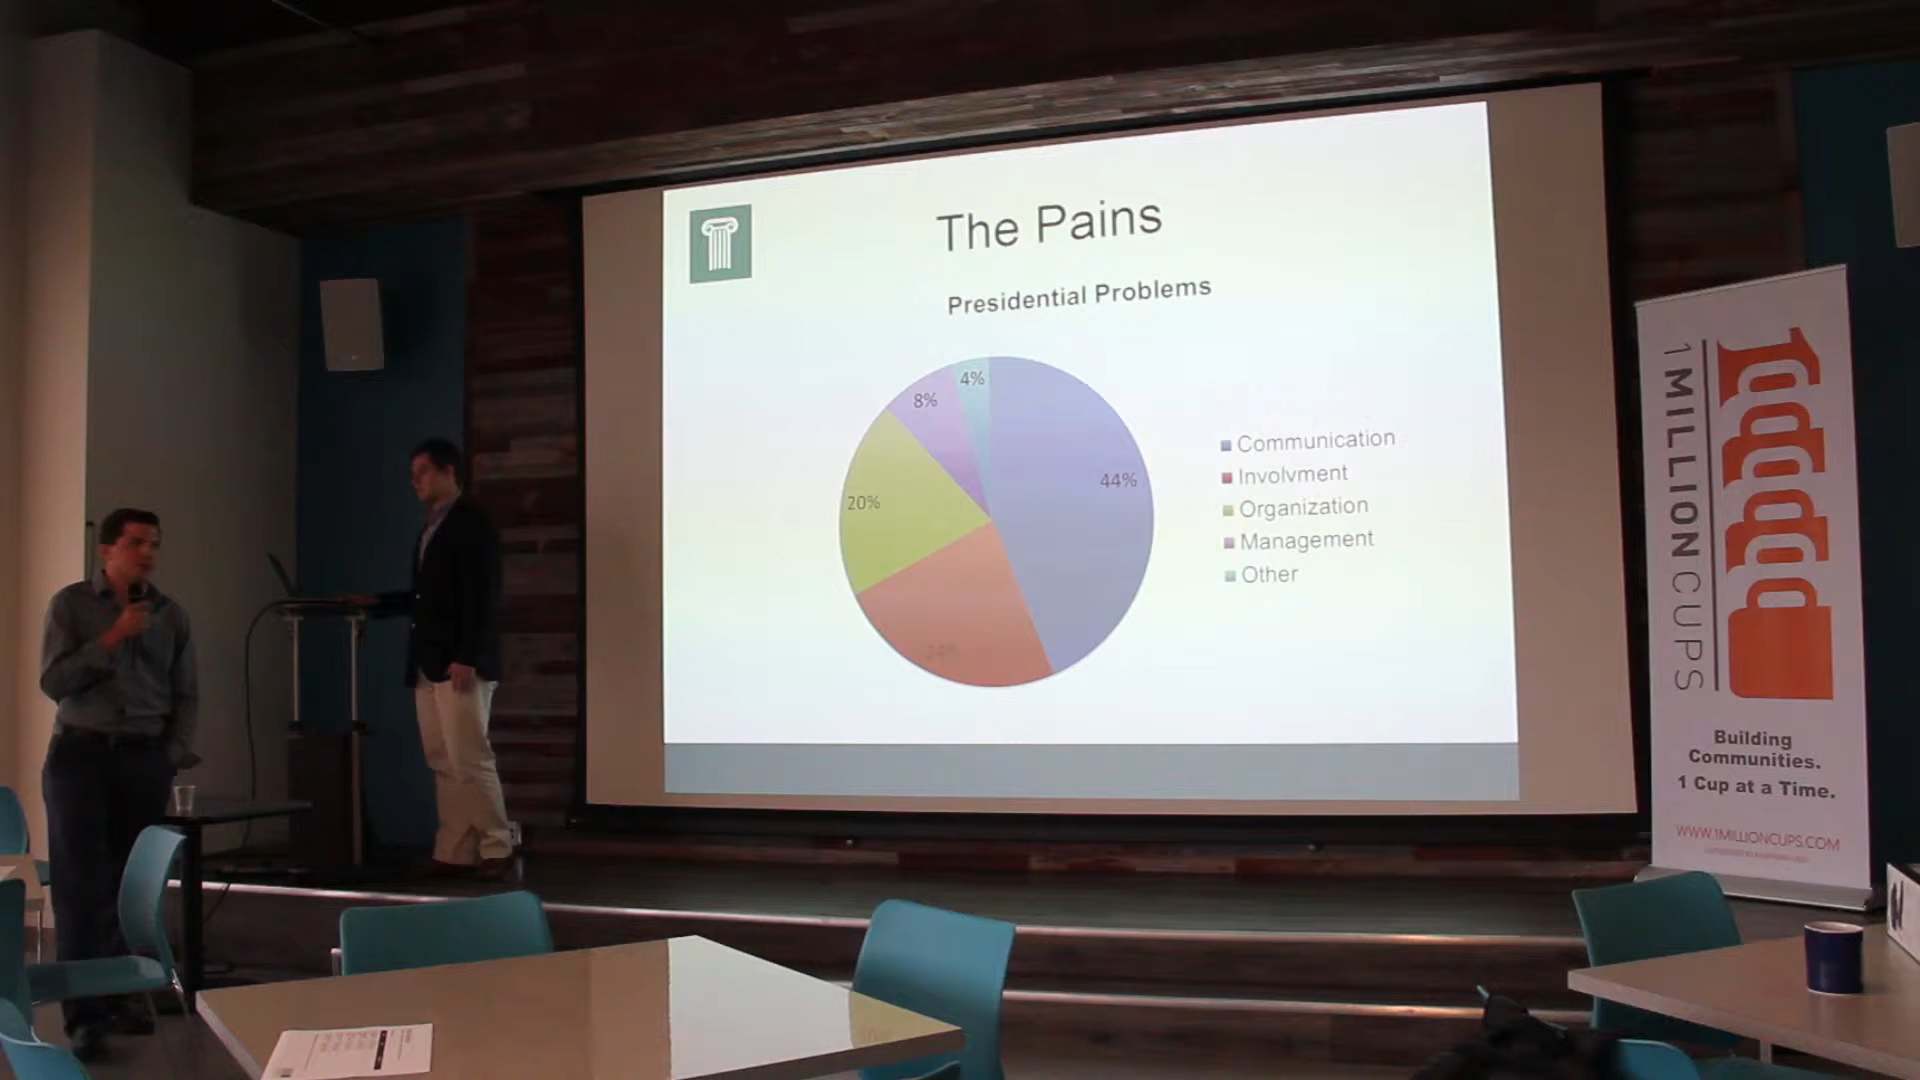 The Pains
Presidential Problems
4%
8%
44%
20%
24%
Communication
Involvment
Organization
Management
Other
1 MILLION CUPS
Building
Communities.
1 Cup at a Time.
WWW.1MILLIONCUPS.COM